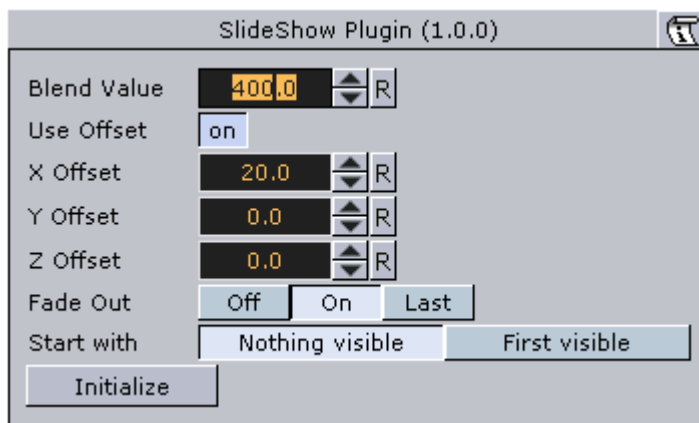 SlideShow Plugin (1.0.0)
Blend Value 400.0 R
Use Offset on
X Offset 20.0 R
Y Offset 0.0 R
Z Offset 0.0 R
Fade Out Off On Last
Start with Nothing visible First visible
Initialize